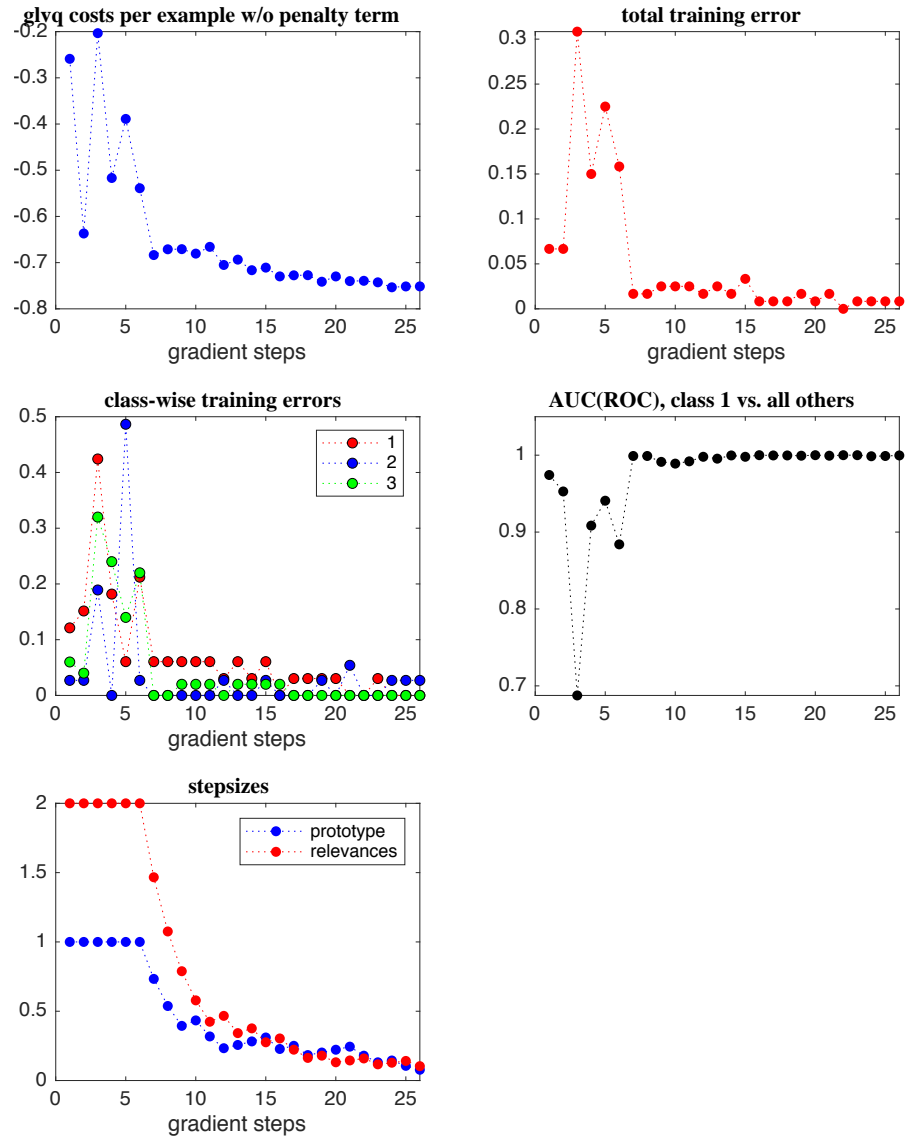 glvq costs per example w/o penalty term
-0.2
-0.3
-0.4
-0.5
-0.6
-0.7
-0.8
0 5 10 15 20 25
gradient steps
total training error
0.3
0.25
0.2
0.15
0.1
0.05
0
0 5 10 15 20 25
gradient steps
class-wise training errors
0.5
0.4
0.3
0.2
0.1
0
1
2
3
0 5 10 15 20 25
gradient steps
AUC(ROC), class 1 vs. all others
1
0.9
0.8
0.7
0 5 10 15 20 25
gradient steps
stepsizes
2
1.5
1
0.5
0
prototype
relevances
0 5 10 15 20 25
gradient steps